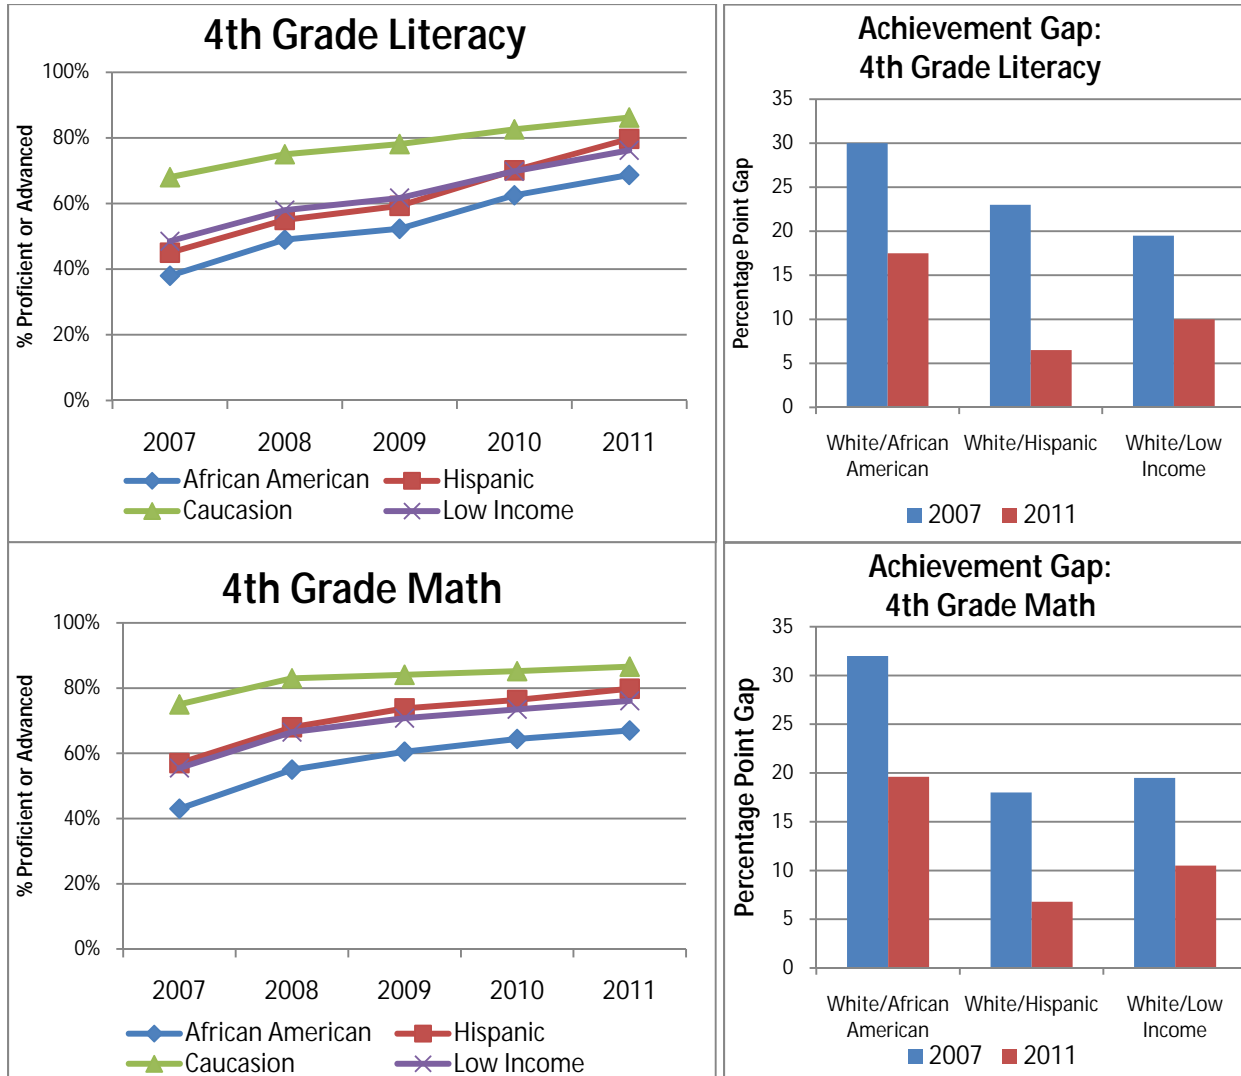 4th Grade Literacy
% Proficient or Advanced
100%
80%
60%
40%
20%
0%
2007 2008 2009 2010 2011
African American Hispanic
Caucasion Low Income
Achievement Gap:
4th Grade Literacy
Percentage Point Gap
35
30
25
20
15
10
5
0
White/African American White/Hispanic White/Low Income
2007 2011
4th Grade Math
% Proficient or Advanced
100%
80%
60%
40%
20%
0%
2007 2008 2009 2010 2011
African American Hispanic
Caucasion Low Income
Achievement Gap:
4th Grade Math
Percentage Point Gap
35
30
25
20
15
10
5
0
White/African American White/Hispanic White/Low Income
2007 2011